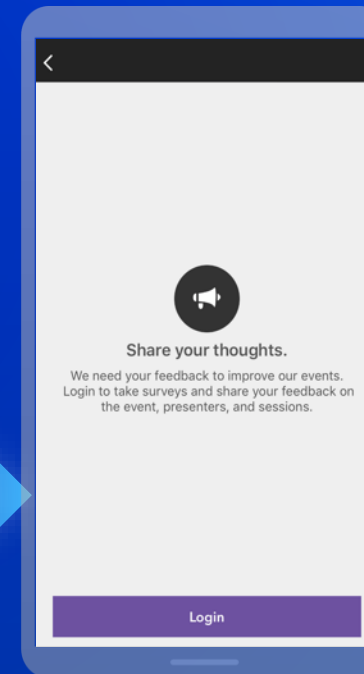 Share your thoughts.
We need your feedback to improve our events.
Login to take surveys and share your feedback on
the event, presenters, and sessions.
Login